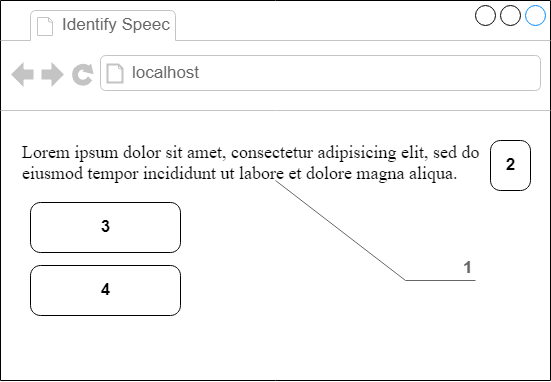 Identify Speec
localhost
Lorem ipsum dolor sit amet, consectetur adipisicing elit, sed do
eiusmod tempor incididunt ut labore et dolore magna aliqua.
2
3
1
4